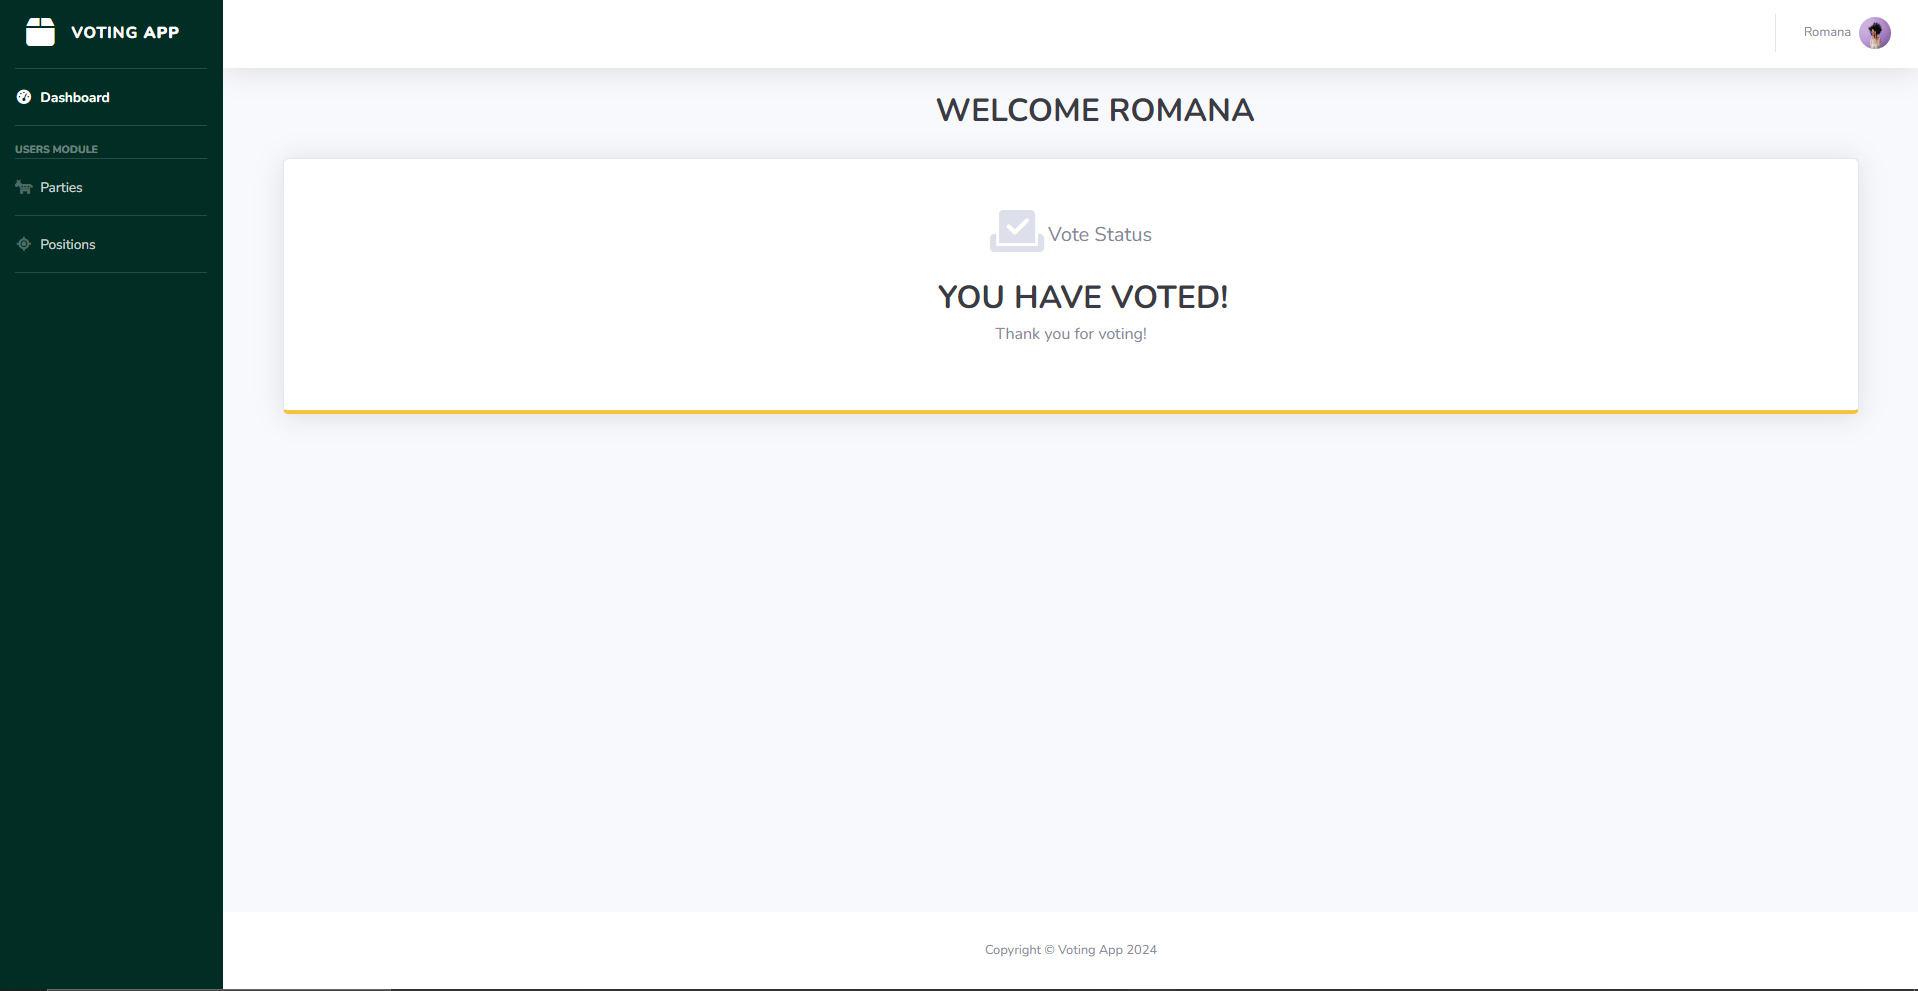 VOTING APP
Romana
Dashboard
USERS MODULE
Parties
Positions
WELCOME ROMANA
Vote Status
YOU HAVE VOTED!
Thank you for voting!
Copyright © Voting App 2024